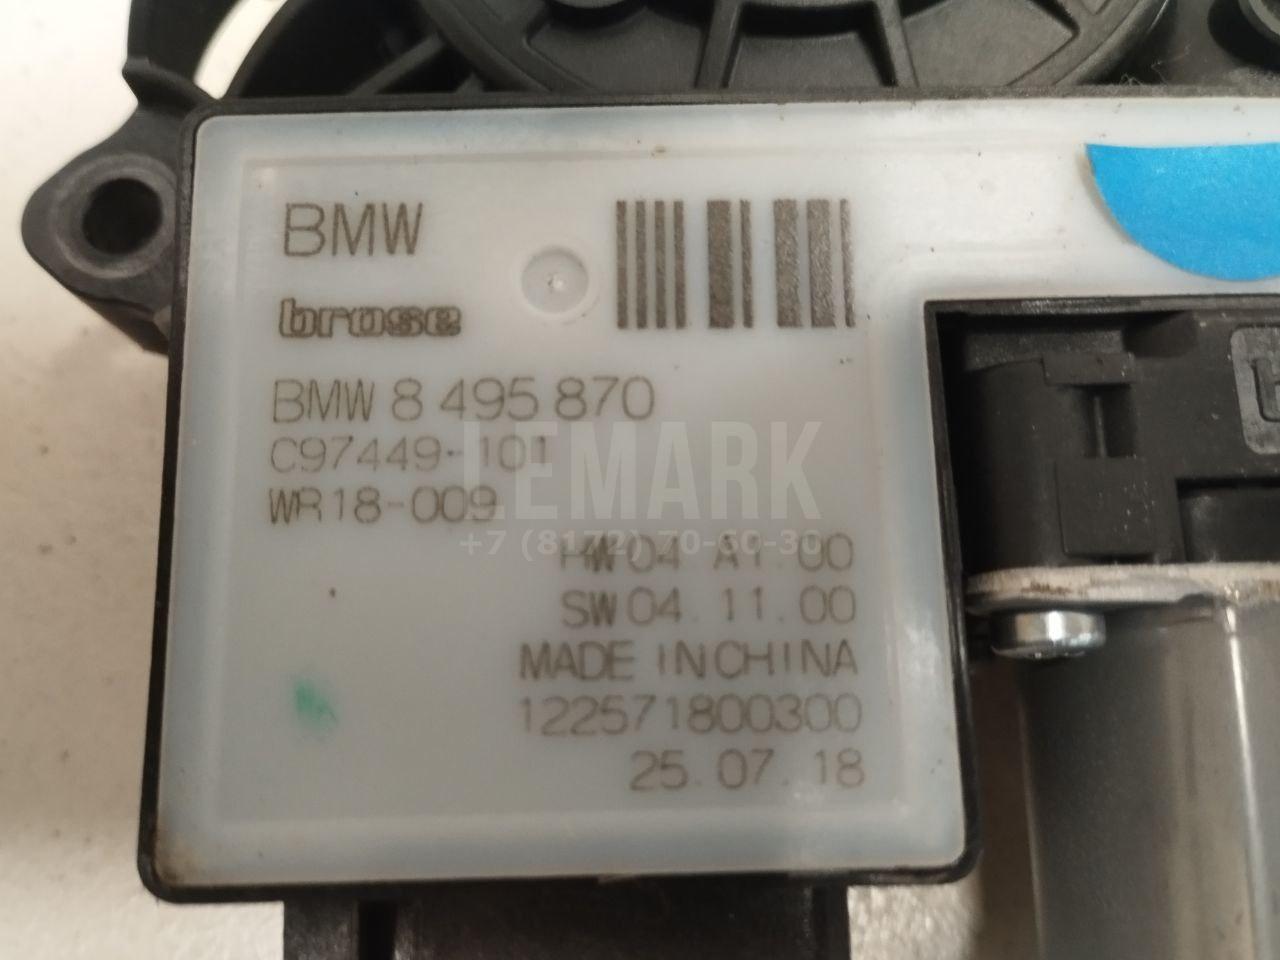 BMW
brose
BMW 8 495 870
C97449-101
LEMARK
WR18-009
+7 (8172) 70-60-30
HW04 A1.00
SW04.11.00
MADE IN CHINA
122571800300
25.07.18